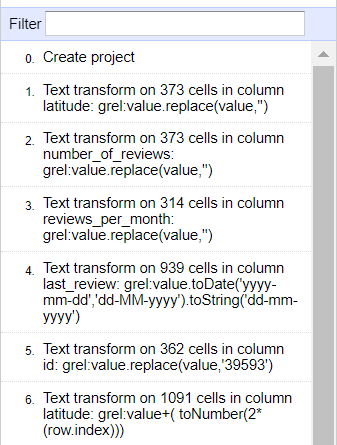 Filter
0. Create project
1. Text transform on 373 cells in column
latitude: grel:value.replace(value,'')
2. Text transform on 373 cells in column
number_of_reviews:
grel:value.replace(value,'')
3. Text transform on 314 cells in column
reviews_per_month:
grel:value.replace(value,'')
4. Text transform on 939 cells in column
last_review: grel:value.toDate('yyyy-
mm-dd','dd-MM-yyyy').toString('dd-mm-
yyyy')
5. Text transform on 362 cells in column
id: grel:value.replace(value,'39593')
6. Text transform on 1091 cells in column
latitude: grel:value+( toNumber(2*
(row.index)))